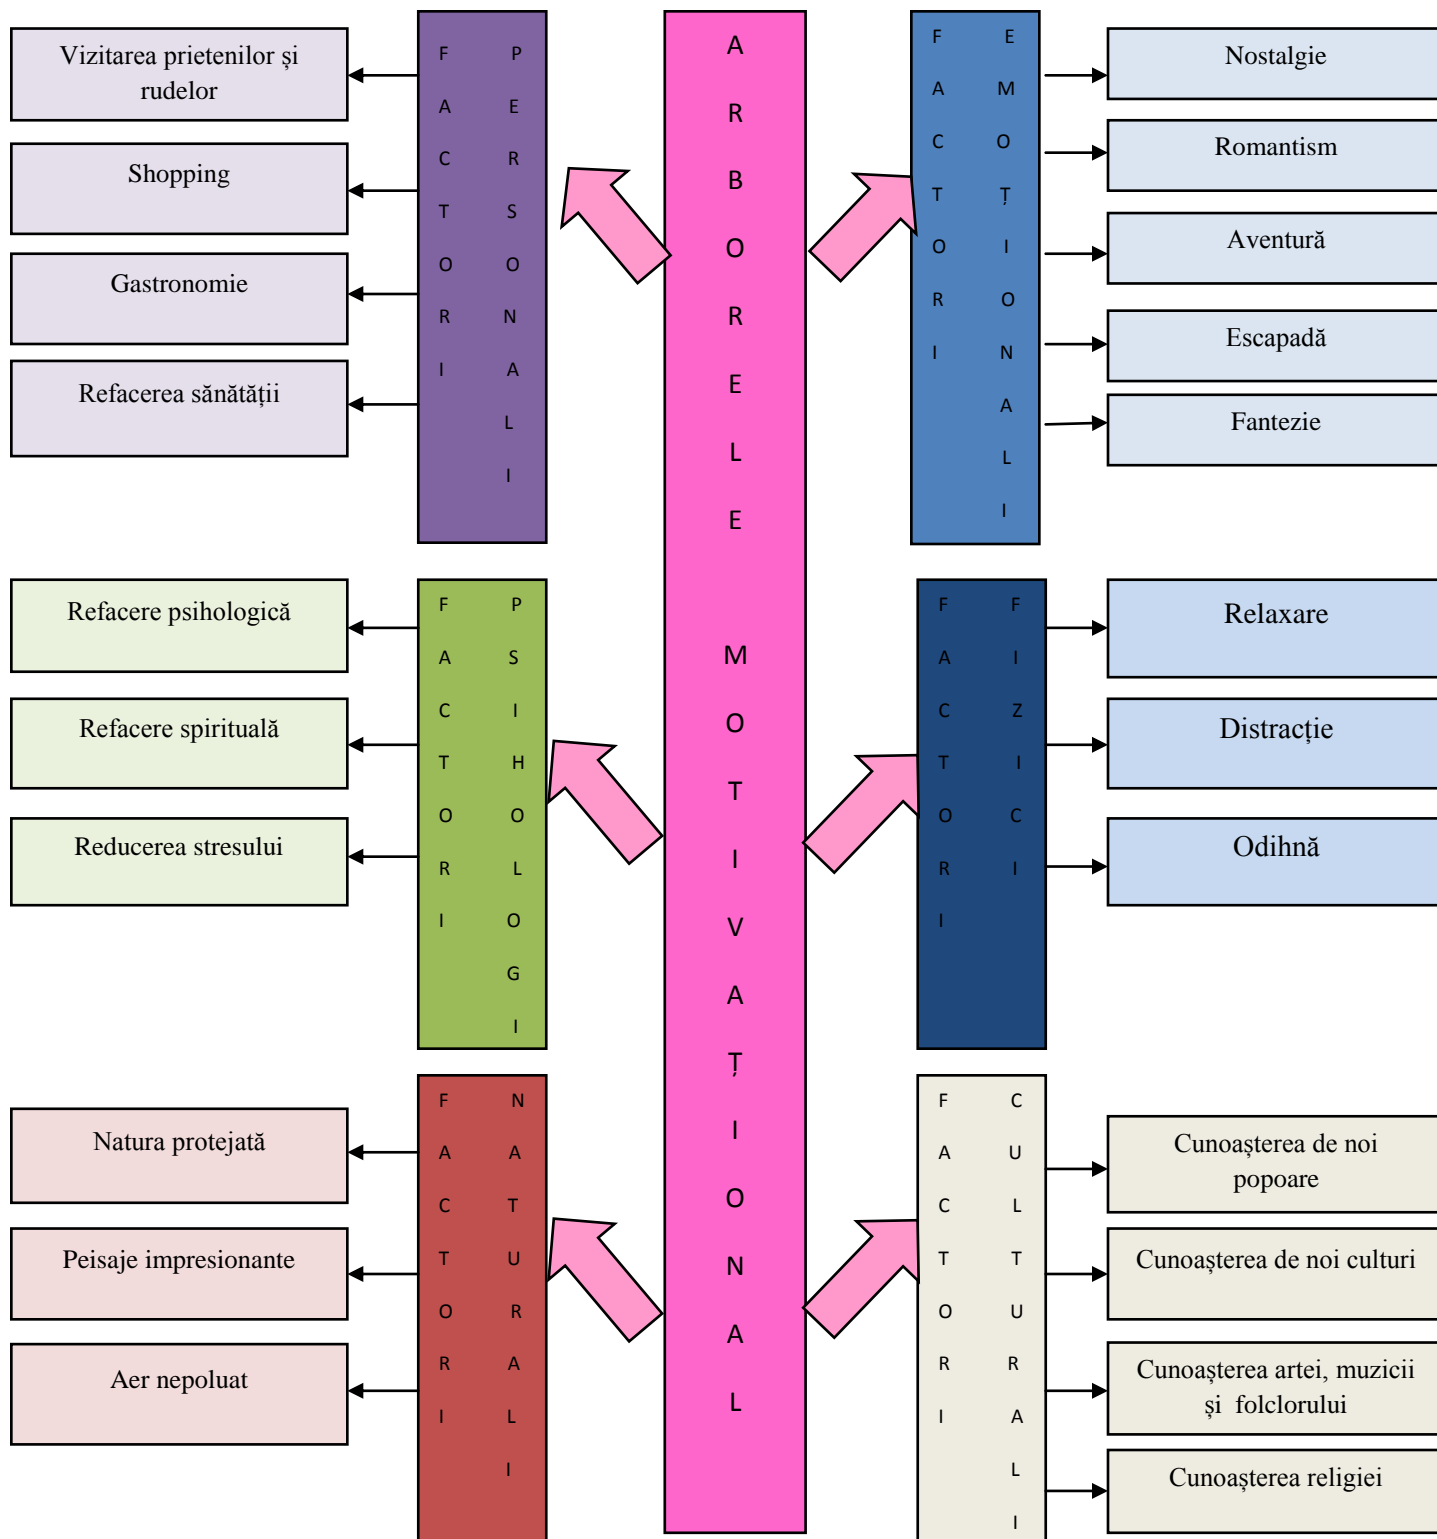 ARBORELE MOTIVAȚIONAL
FACTORI PERSONALI
Vizitarea prietenilor și
rudelor
Shopping
Gastronomie
Refacerea sănătății
FACTORI EMOȚIONALI
Nostalgie
Romantism
Aventură
Escapadă
Fantezie
FACTORI PSIHOLOGI
Refacere psihologică
Refacere spirituală
Reducerea stresului
FACTORI FIZICI
Relaxare
Distracție
Odihnă
FACTORI NATURALI
Natura protejată
Peisaje impresionante
Aer nepoluat
FACTORI CULTURALI
Cunoașterea de noi
popoare
Cunoașterea de noi culturi
Cunoașterea artei, muzicii
și folclorului
Cunoașterea religiei